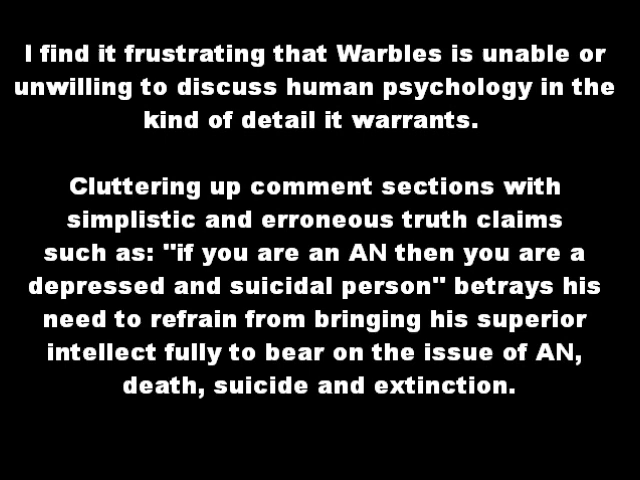 I find it frustrating that Warbles is unable or
unwilling to discuss human psychology in the
kind of detail it warrants.
Cluttering up comment sections with
simplistic and erroneous truth claims
such as: "if you are an AN then you are a
depressed and suicidal person" betrays his
need to refrain from bringing his superior
intellect fully to bear on the issue of AN,
death, suicide and extinction.